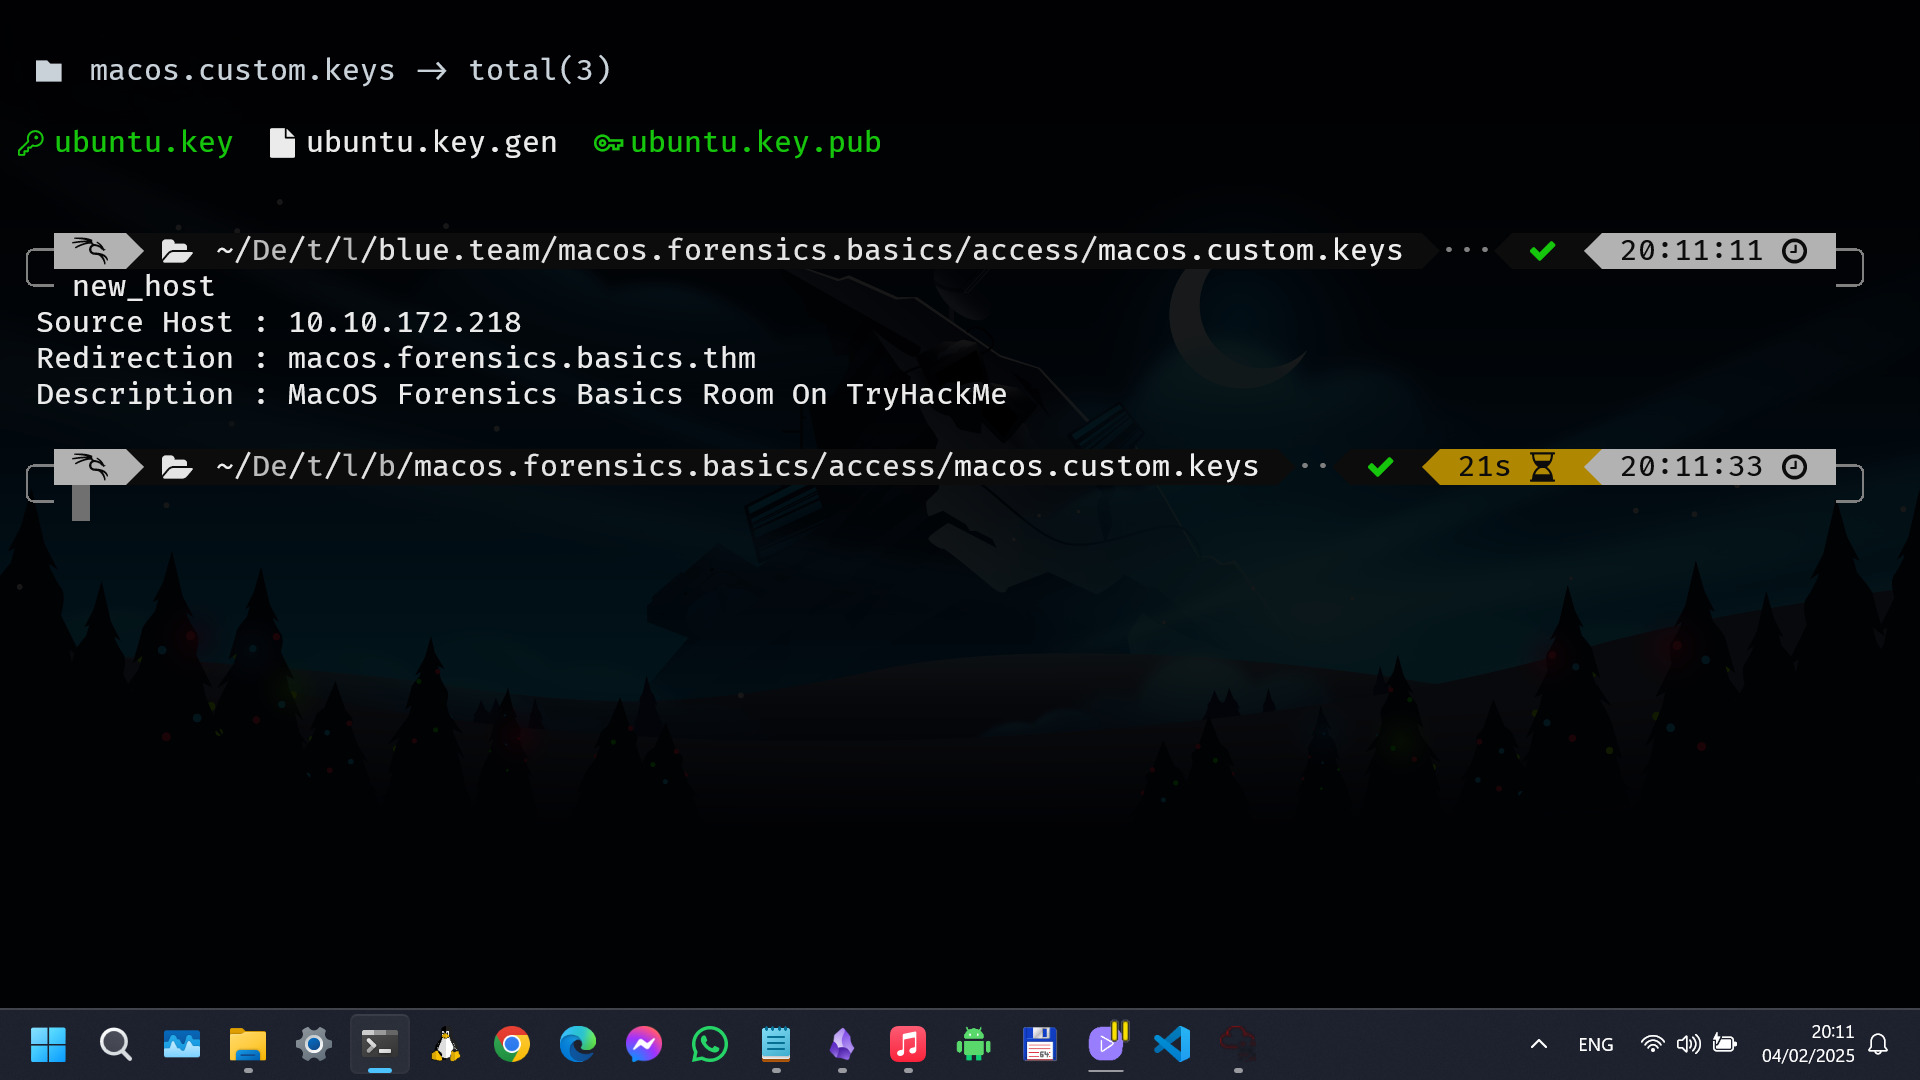 macos.custom.keys → total(3)
ubuntu.key ubuntu.key.gen ubuntu.key.pub
~/De/t/l/blue.team/macos.forensics.basics/access/macos.custom.keys ··· ✔ 20:11:11
new_host
Source Host : 10.10.172.218
Redirection : macos.forensics.basics.thm
Description : MacOS Forensics Basics Room On TryHackMe
~/De/t/l/b/macos.forensics.basics/access/macos.custom.keys ·· ✔ 21s 20:11:33
ENG
20:11
04/02/2025